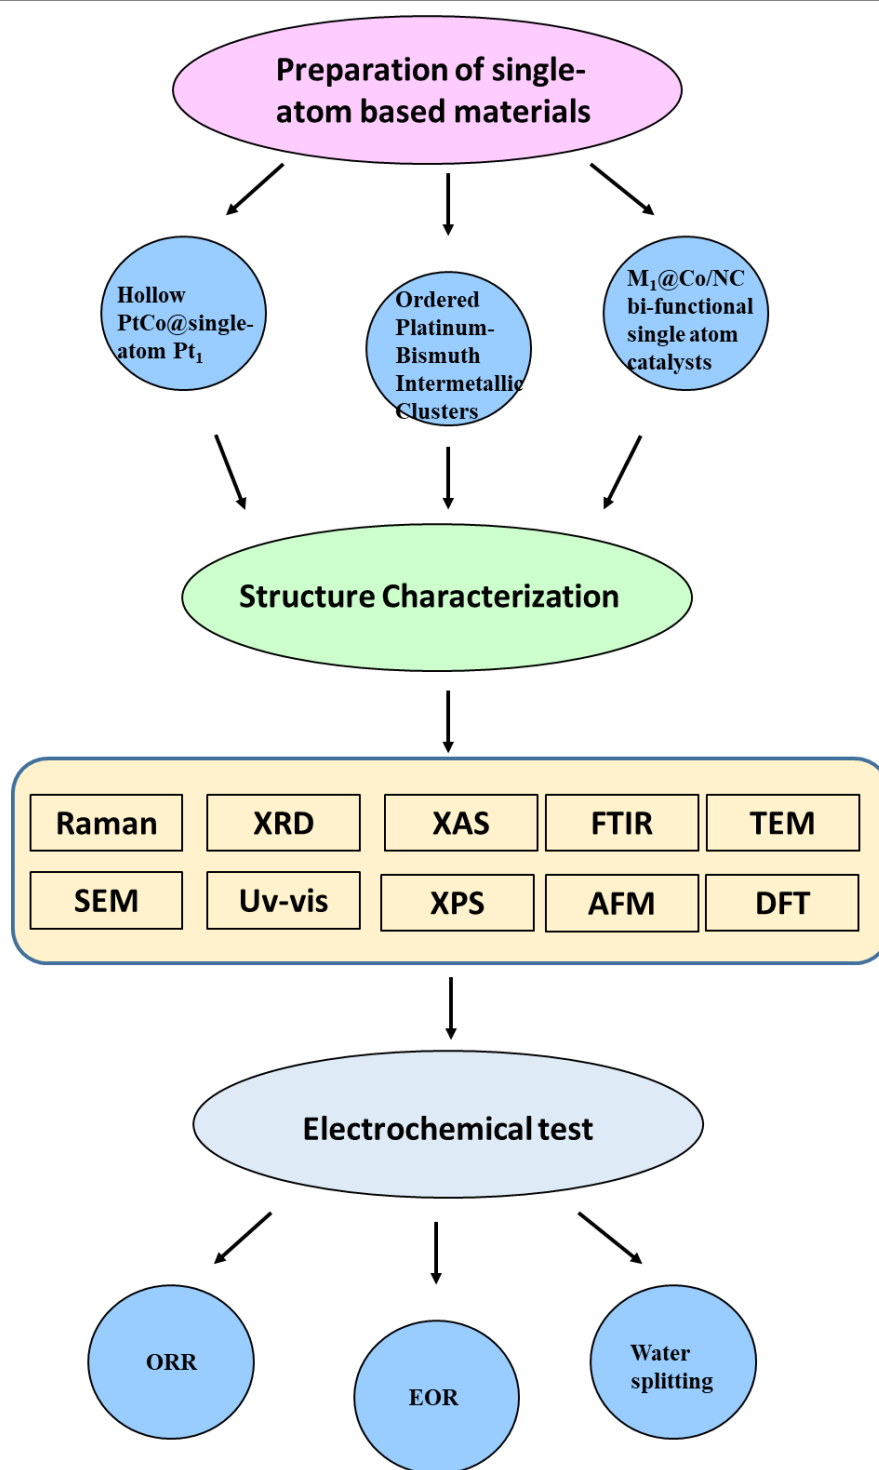 Preparation of single-
atom based materials
Hollow
PtCo@single-
atom Pt₁
Ordered
Platinum-
Bismuth
Intermetallic
Clusters
M₁@Co/NC
bi-functional
single atom
catalysts
Structure Characterization
Raman
XRD
XAS
FTIR
TEM
SEM
Uv-vis
XPS
AFM
DFT
Electrochemical test
ORR
EOR
Water
splitting